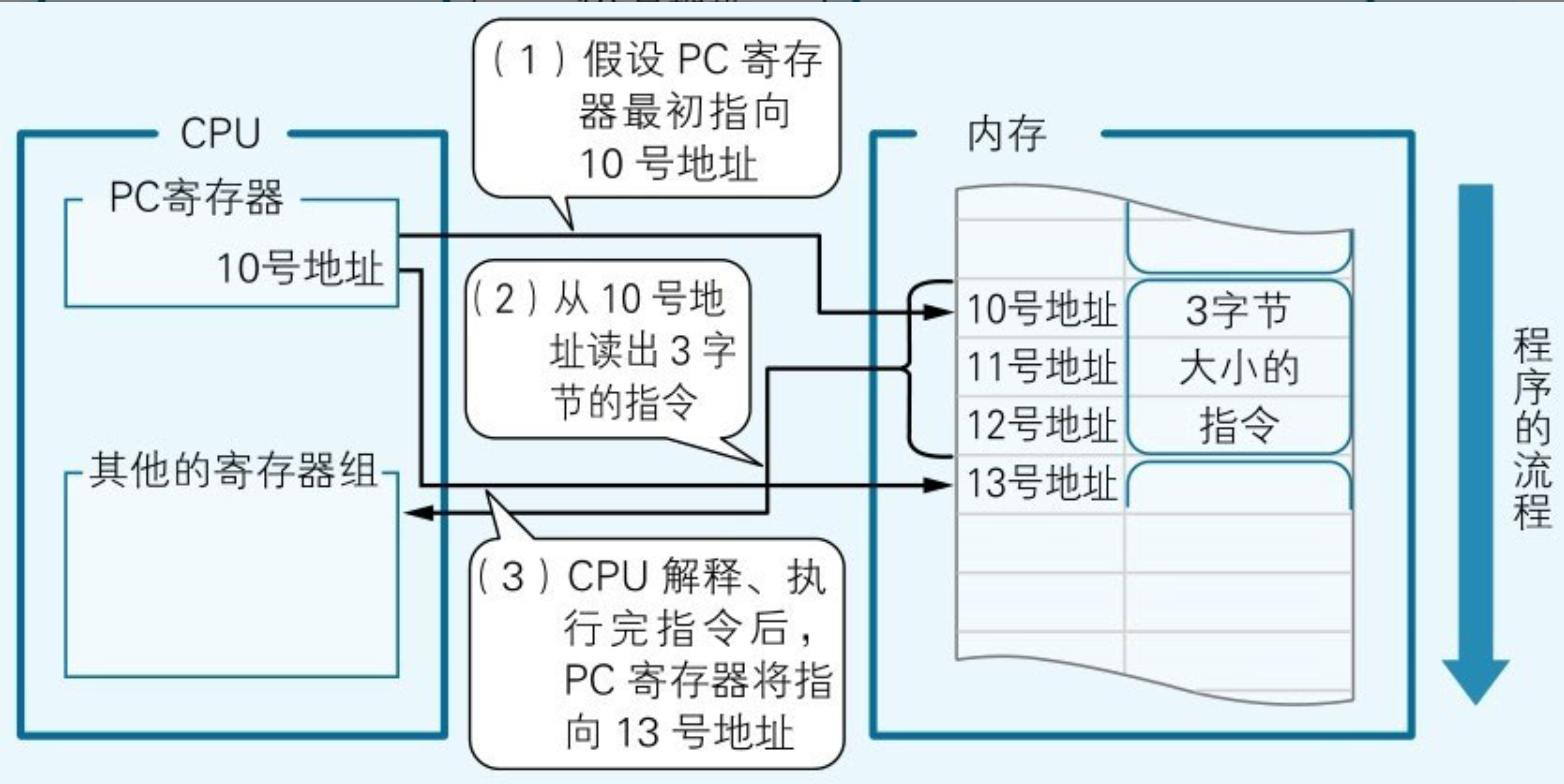 （1）假设 PC 寄存
器最初指向
10 号地址
CPU
PC寄存器
10号地址
其他的寄存器组
（2）从 10 号地
址读出 3 字
节的指令
（3）CPU 解释、执
行完指令后，
PC 寄存器将指
向 13 号地址
内存
10号地址 3字节
11号地址 大小的
12号地址 指令
13号地址
程序的流程